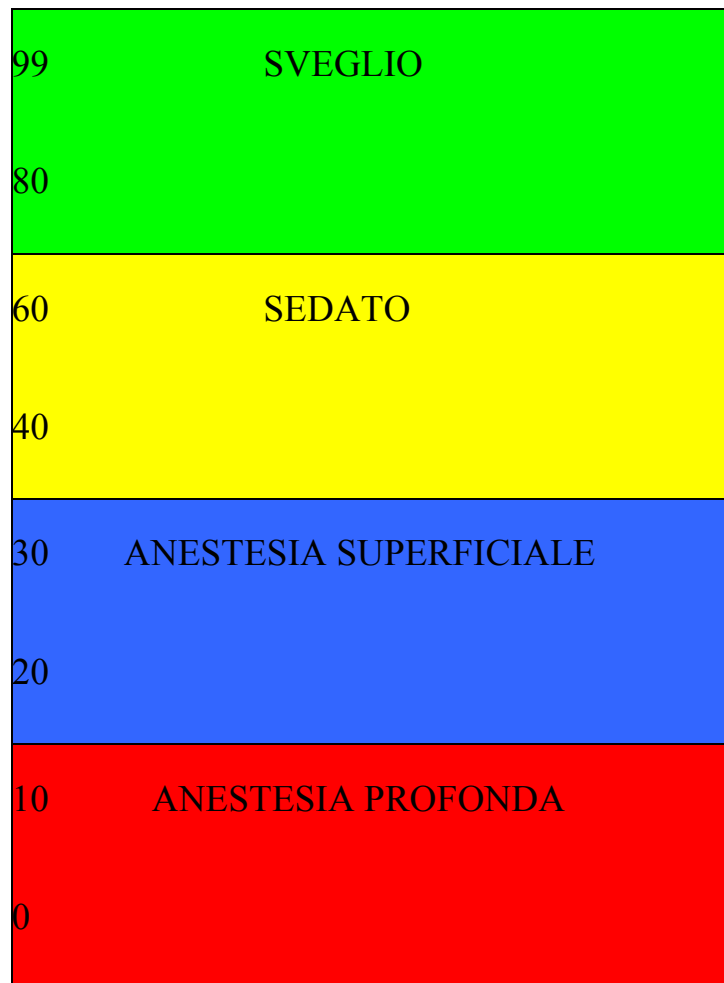 99 SVEGLIO
80
60 SEDATO
40
30 ANESTESIA SUPERFICIALE
20
10 ANESTESIA PROFONDA
0